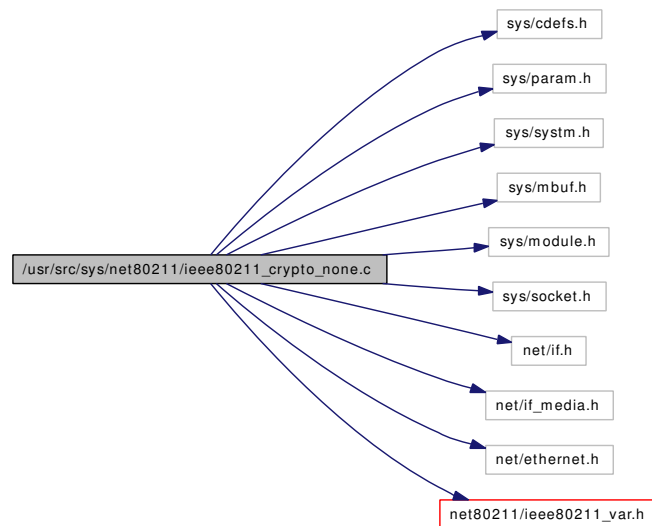 sys/cdefs.h
sys/param.h
sys/systm.h
sys/mbuf.h
sys/module.h
/usr/src/sys/net80211/ieee80211_crypto_none.c
sys/socket.h
net/if.h
net/if_media.h
net/ethernet.h
net80211/ieee80211_var.h